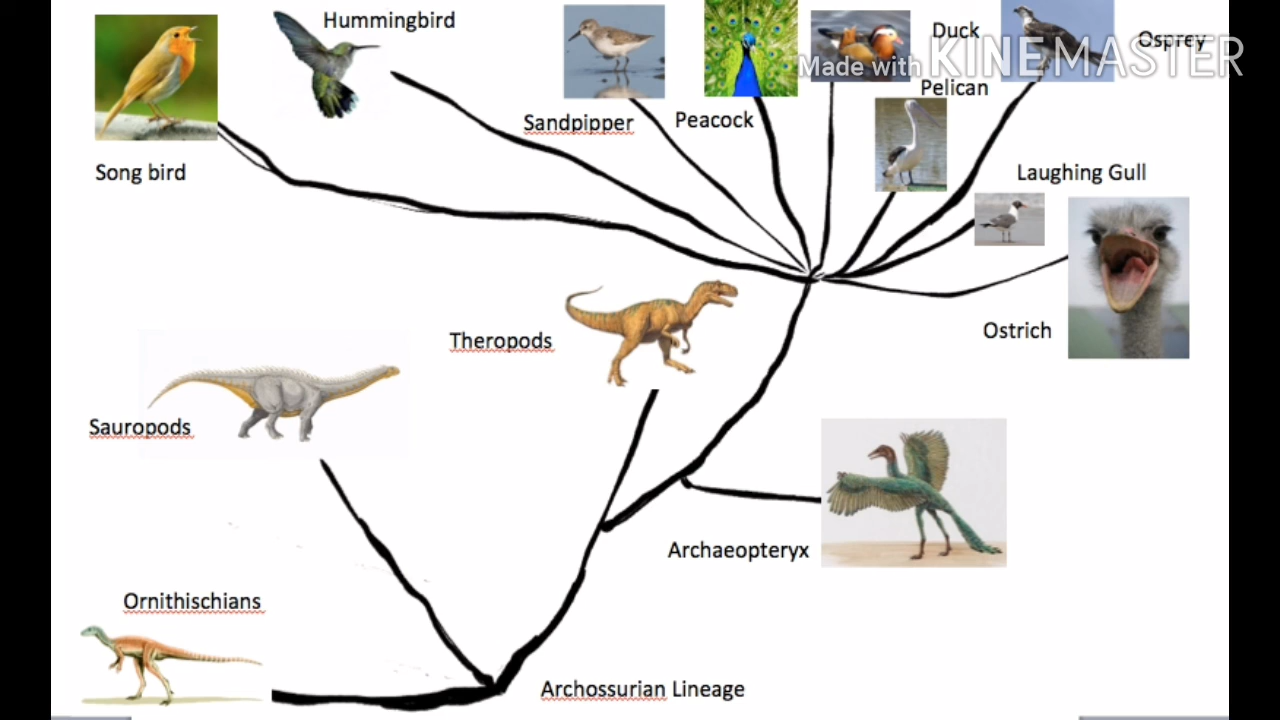 Hummingbird
Duck
Osprey
Made with KINEMASTER
Pelican
Sandpipper
Peacock
Song bird
Laughing Gull
Ostrich
Theropods
Sauropods
Archaeopteryx
Ornithischians
Archossurian Lineage